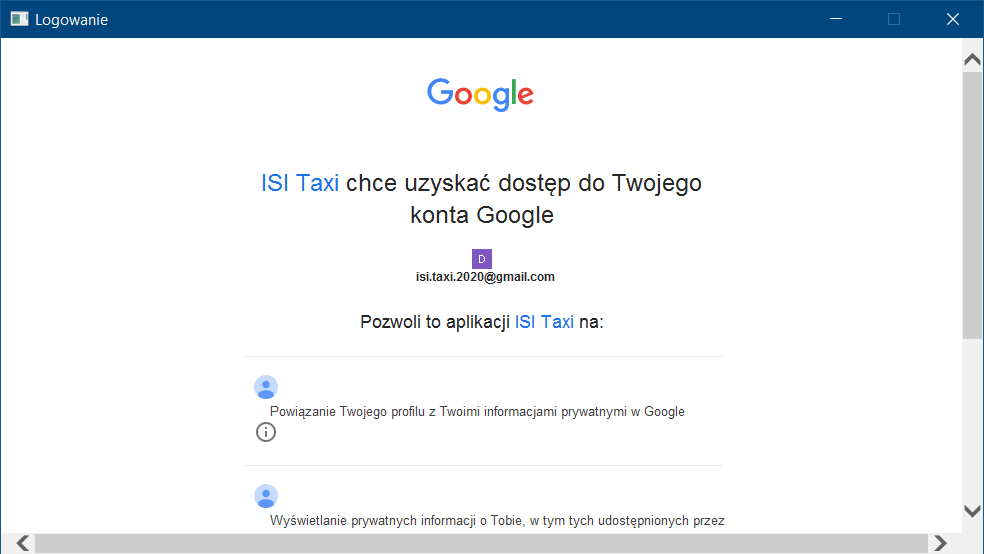 Logowanie
Google
ISI Taxi chce uzyskać dostęp do Twojego
konta Google
D
isi.taxi.2020@gmail.com
Pozwoli to aplikacji ISI Taxi na:
Powiązanie Twojego profilu z Twoimi informacjami prywatnymi w Google
Wyświetlanie prywatnych informacji o Tobie, w tym tych udostępnionych przez